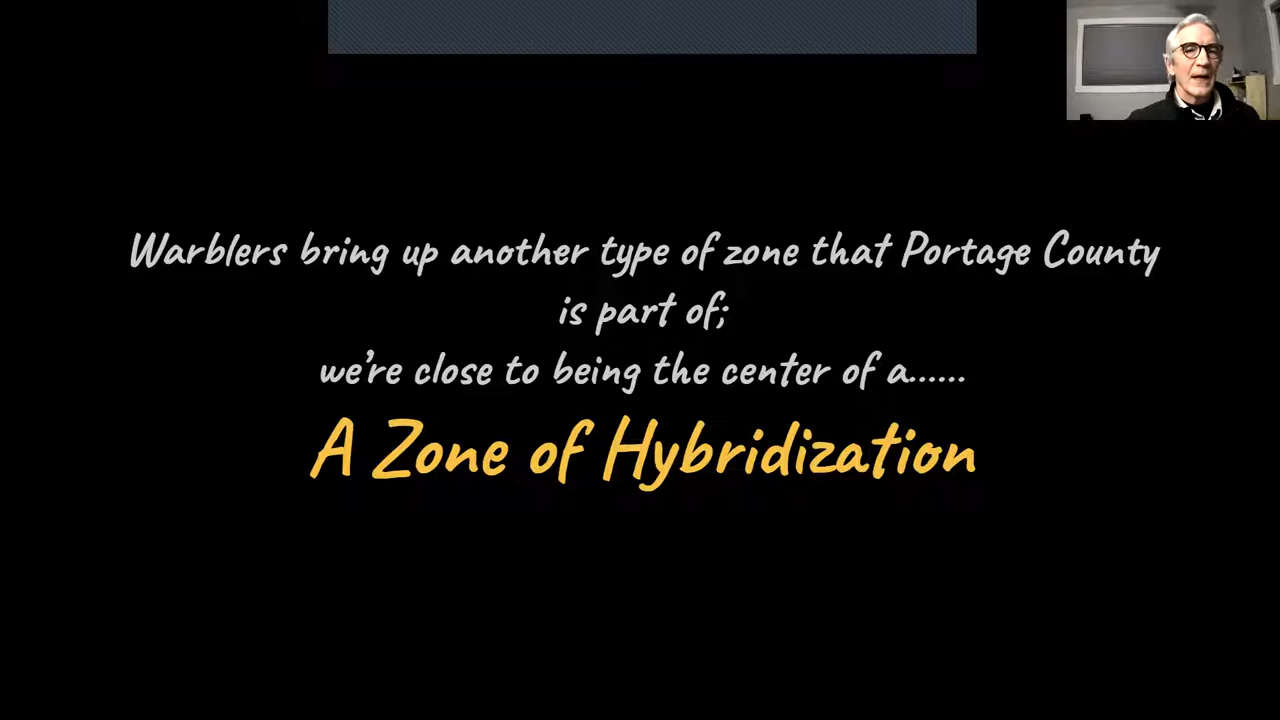 Warblers bring up another type of zone that Portage County
is part of;
we're close to being the center of a......
A Zone of Hybridization